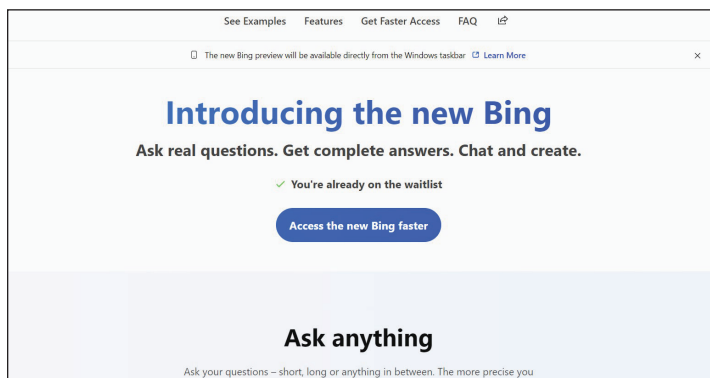 See Examples Features Get Faster Access FAQ
The new Bing preview will be available directly from the Windows taskbar Learn More
Introducing the new Bing
Ask real questions. Get complete answers. Chat and create.
You're already on the waitlist
Access the new Bing faster
Ask anything
Ask your questions – short, long or anything in between. The more precise you